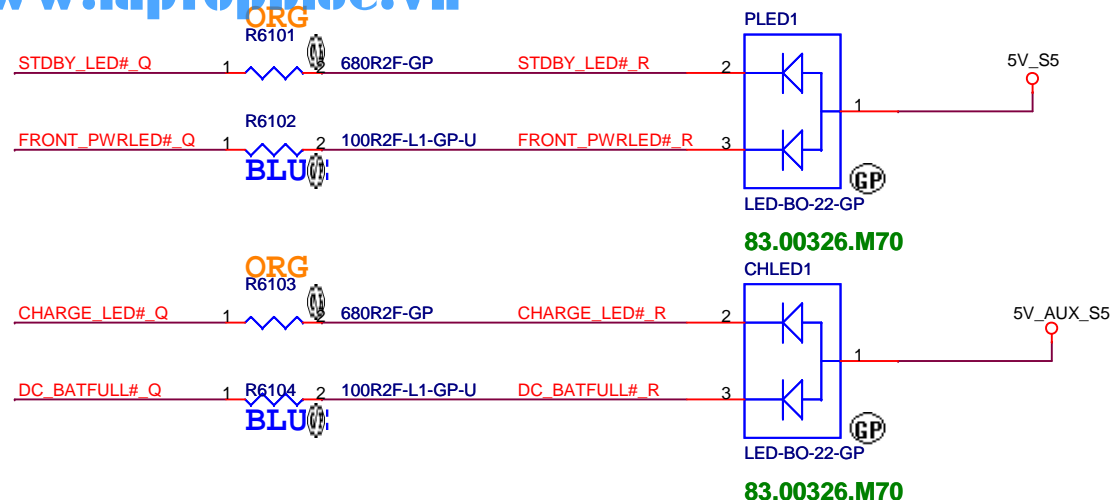 www.laptopblue.vn
ORG
R6101
STDBY_LED#_Q
1
2
680R2F-GP
STDBY_LED#_R
2
PLED1
1
5V_S5
R6102
FRONT_PWRLED#_Q
1
2
100R2F-L1-GP-U
FRONT_PWRLED#_R
3
BLU
GP
LED-BO-22-GP
83.00326.M70
ORG
R6103
CHARGE_LED#_Q
1
2
680R2F-GP
CHARGE_LED#_R
2
CHLED1
1
5V_AUX_S5
R6104
DC_BATFULL#_Q
1
2
100R2F-L1-GP-U
DC_BATFULL#_R
3
BLU
GP
LED-BO-22-GP
83.00326.M70